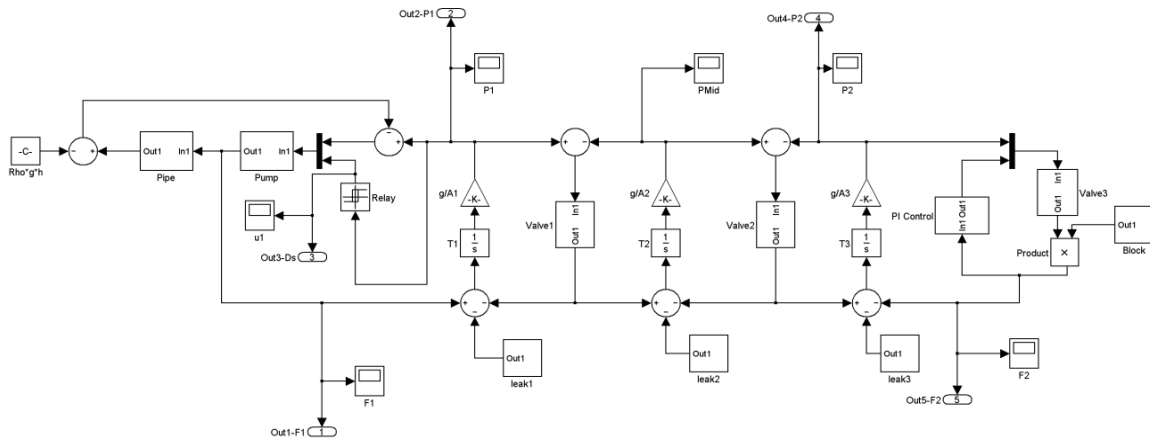 Out2-P1
2
Out4-P2
4
P1
PMid
P2
-C-
Rho*g*h
−
+
Out1
In1
Pipe
Out1
In1
Pump
−
+
+
−
+
−
Relay
u1
Out3-Ds
3
g/A1
-K-
T1
1
s
In1
Out1
Valve1
g/A2
-K-
T2
1
s
In1
Out1
Valve2
g/A3
-K-
T3
1
s
PI Control
In1 Out1
In1
Out1
Valve3
Product
×
Out1
Block
+
−
−
+
−
−
+
−
−
Out1
leak1
Out1
leak2
Out1
leak3
F1
Out1-F1
1
F2
Out5-F2
5